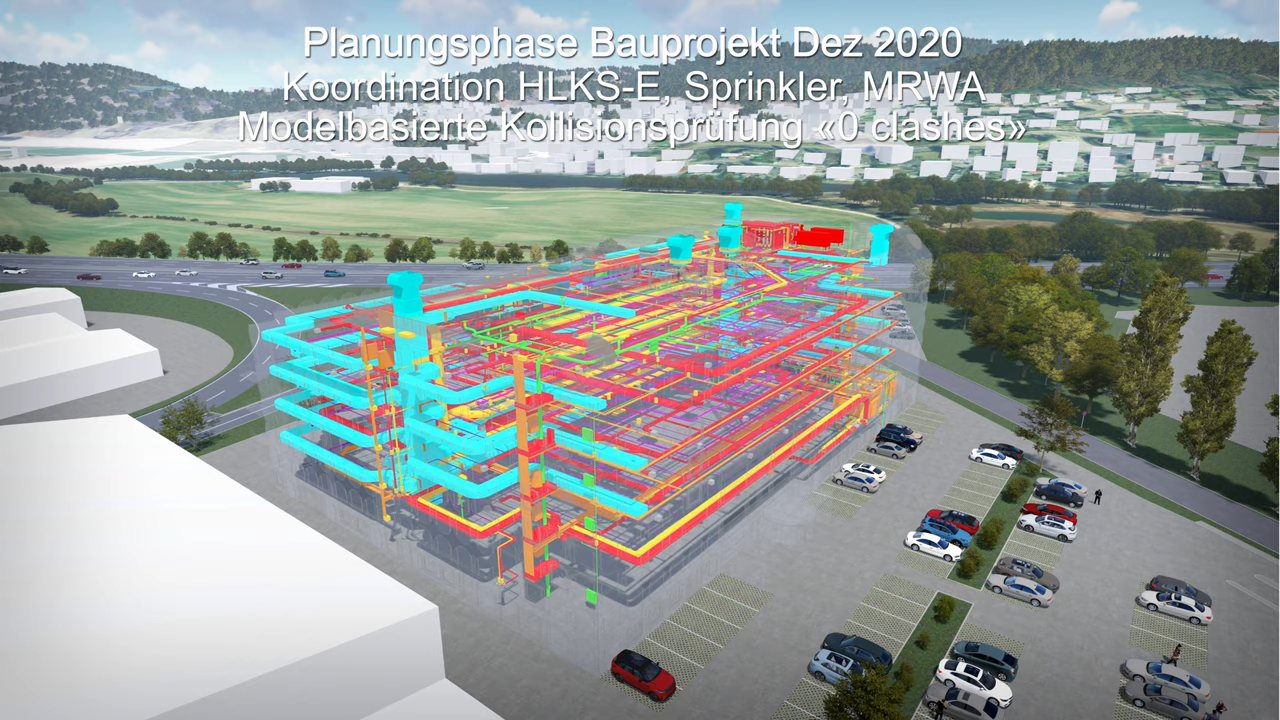 Planungsphase Bauprojekt Dez 2020
Koordination HLKS-E, Sprinkler, MRWA
Modelbasierte Kollisionsprüfung «0 clashes»